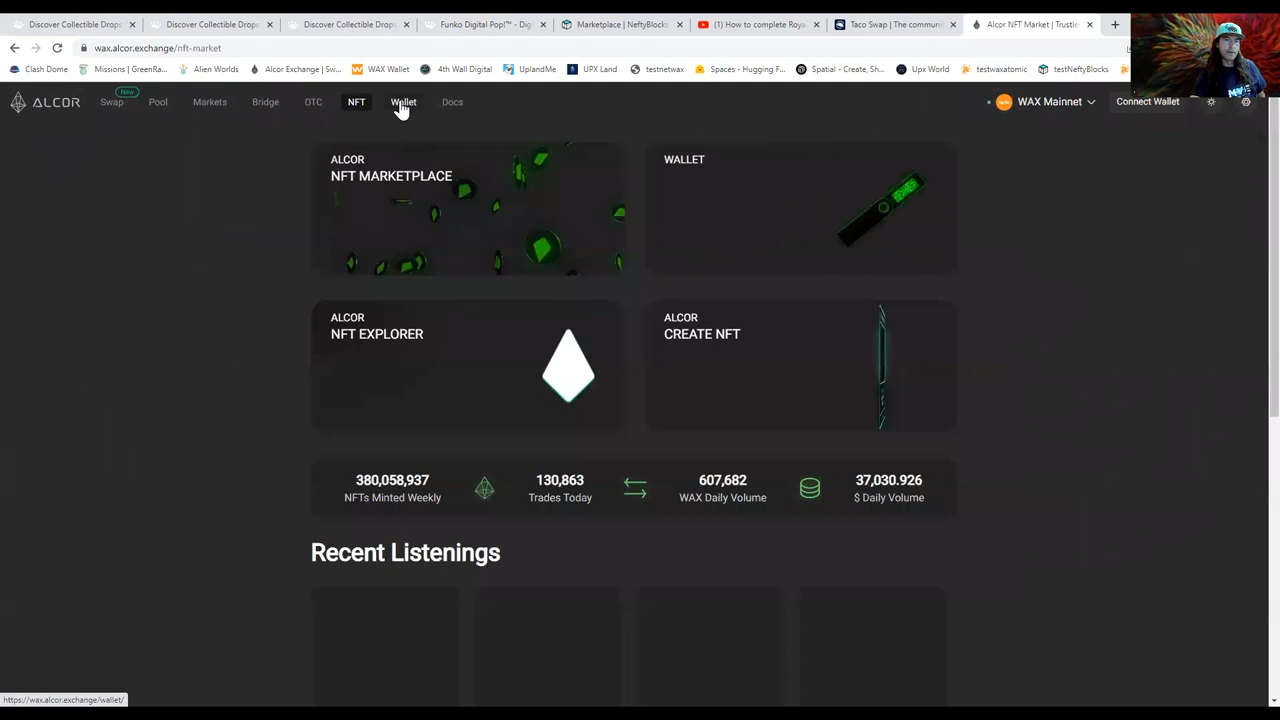 Discover Collectible Drops
Discover Collectible Drops
Discover Collectible Drops
Funko Digital Pop!™ - Dig
Marketplace | NeftyBlocks
(1) How to complete Roya
Taco Swap | The commun
Alcor NFT Market | Trustle
wax.alcor.exchange/nft-market
Clash Dome
Missions | GreenRa...
Alien Worlds
Alcor Exchange | Sw...
WAX Wallet
4th Wall Digital
UplandMe
UPX Land
testnetwax
Spaces - Hugging F...
Spatial - Create, Sh...
Upx World
testwaxatomic
testNeftyBlocks
ALCOR
Swap
New
Pool
Markets
Bridge
OTC
NFT
Wallet
Docs
WAX Mainnet
Connect Wallet
ALCOR
NFT MARKETPLACE
WALLET
ALCOR
NFT EXPLORER
ALCOR
CREATE NFT
380,058,937
NFTs Minted Weekly
130,863
Trades Today
607,682
WAX Daily Volume
37,030.926
$ Daily Volume
Recent Listenings
https://wax.alcor.exchange/wallet/